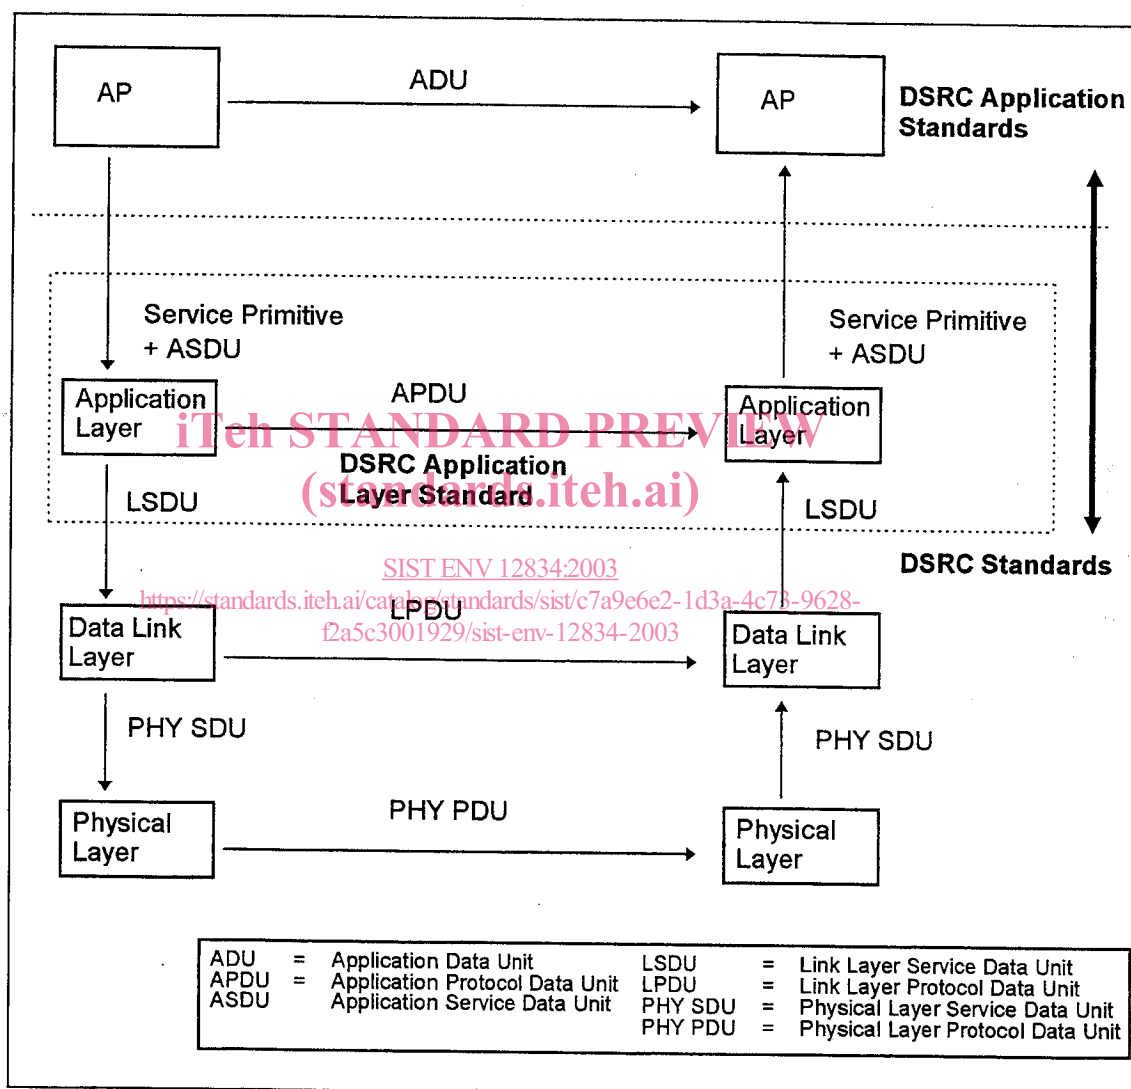 AP
ADU
AP
DSRC Application
Standards
Service Primitive
+ ASDU
Service Primitive
+ ASDU
Application
Layer
APDU
Application
Layer
iTeh STANDARD PREVIEW
DSRC Application
Layer Standard
(standards.iteh.ai)
LSDU
LSDU
DSRC Standards
SIST ENV 12834:2003
https://standards.iteh.ai/catalog/standards/sist/c7a9e6e2-1d3a-4c73-9628-
f2a5c3001929/sist-env-12834-2003
LPDU
Data Link
Layer
Data Link
Layer
PHY SDU
PHY SDU
Physical
Layer
PHY PDU
Physical
Layer
ADU = Application Data Unit
APDU = Application Protocol Data Unit
ASDU Application Service Data Unit
LSDU = Link Layer Service Data Unit
LPDU = Link Layer Protocol Data Unit
PHY SDU = Physical Layer Service Data Unit
PHY PDU = Physical Layer Protocol Data Unit